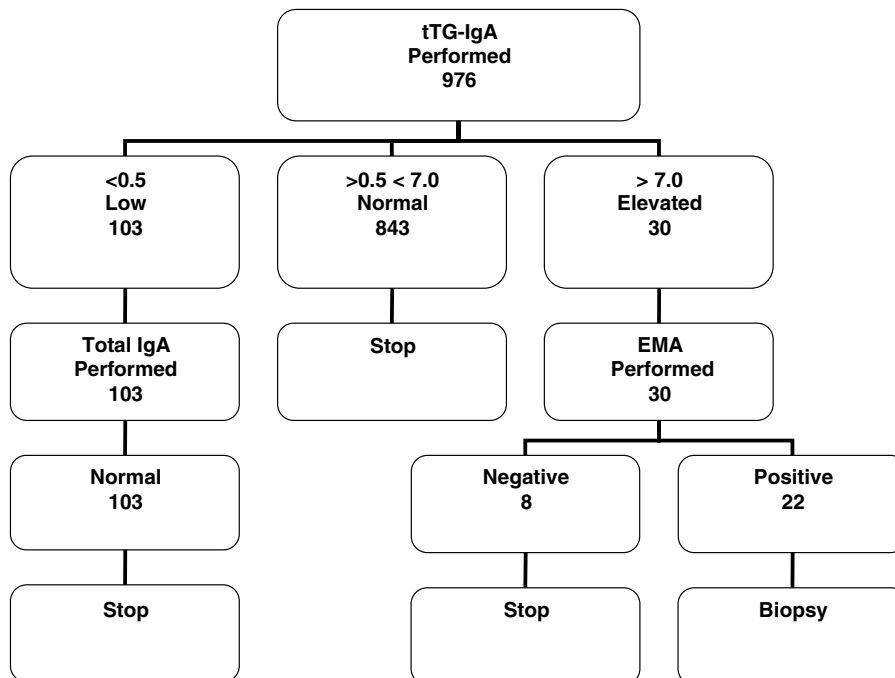 tTG-IgA
Performed
976
<0.5
Low
103
>0.5 < 7.0
Normal
843
> 7.0
Elevated
30
Total IgA
Performed
103
Stop
EMA
Performed
30
Normal
103
Negative
8
Positive
22
Stop
Stop
Biopsy